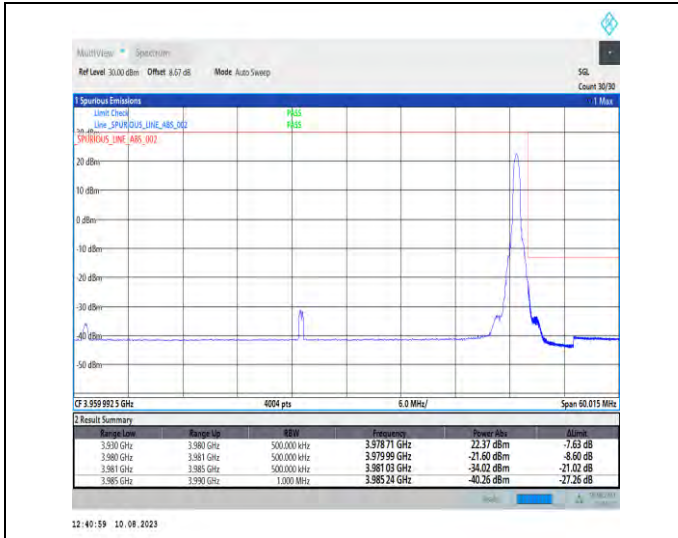 MultiView Spectrum
Ref Level 30.00 dBm Offset 8.67 dB Mode Auto Sweep SGL
Count 30/30
1 Spurious Emissions 1 Max
Limit Check PASS
Line _SPURIOUS_LINE_ABS_002 PASS
30 dBm
_SPURIOUS_LINE_ABS_002
20 dBm
10 dBm
0 dBm
-10 dBm
-20 dBm
-30 dBm
-40 dBm
-50 dBm
CF 3.959 992 5 GHz 4004 pts 6.0 MHz/ Span 60.015 MHz
2 Result Summary
Range Low Range Up RBW Frequency Power Abs ΔLimit
3.930 GHz 3.980 GHz 500.000 kHz 3.978 71 GHz 22.37 dBm -7.63 dB
3.980 GHz 3.981 GHz 500.000 kHz 3.979 99 GHz -21.60 dBm -8.60 dB
3.981 GHz 3.985 GHz 500.000 kHz 3.981 03 GHz -34.02 dBm -21.02 dB
3.985 GHz 3.990 GHz 1.000 MHz 3.985 24 GHz -40.26 dBm -27.26 dB
12:40:59 10.08.2023